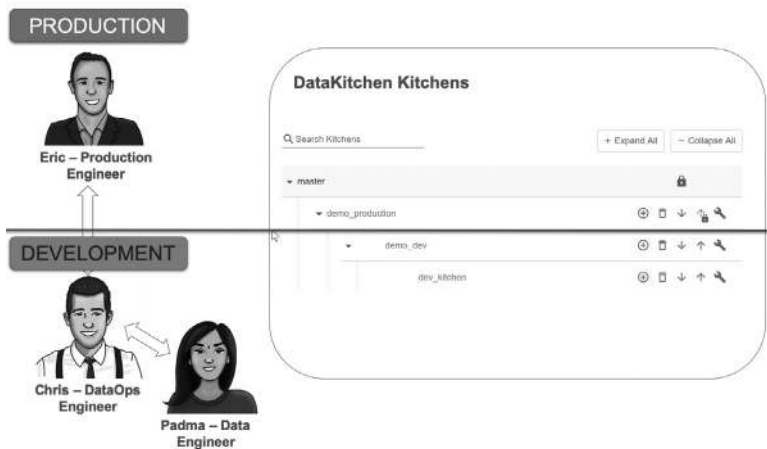 PRODUCTION
Eric – Production
Engineer
DEVELOPMENT
Chris – DataOps
Engineer
Padma – Data
Engineer
DataKitchen Kitchens
Search Kitchens
+ Expand All
− Collapse All
master
demo_production
demo_dev
dev_kitchen